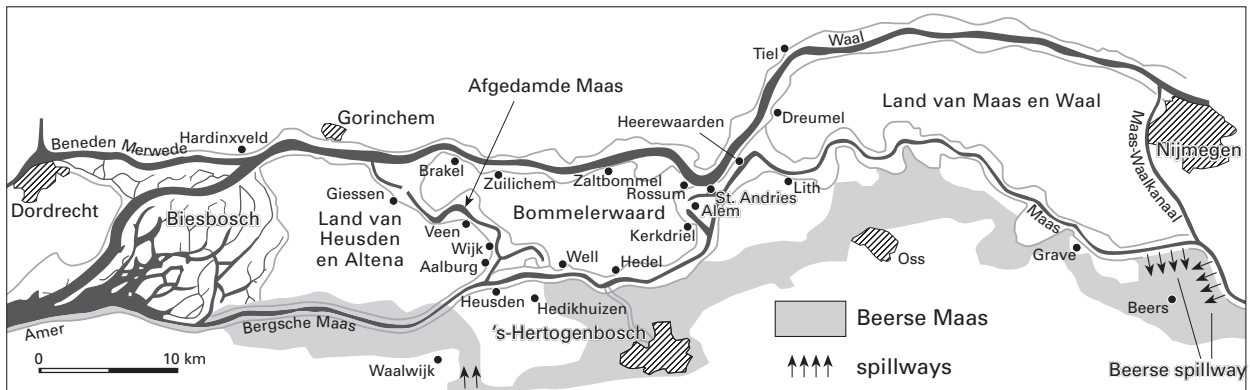 Tiel
Waal
Afgedamde Maas
Land van Maas en Waal
Gorinchem
Dreumel
Heerewaarden
Hardinxveld
Beneden Merwede
Maas-Waalkanaal
Nijmegen
Brakel
Zuilichem
Zaltbommel
Rossum
St. Andries
Lith
Giessen
Dordrecht
Biesbosch
Land van
Heusden
en Altena
Bommelerwaard
Alem
Veen
Kerkdriel
Maas
Wijk
Aalburg
Well
Hedel
Oss
Grave
Heusden
Hedikhuizen
Beers
Amer
Bergsche Maas
's-Hertogenbosch
Beerse Maas
0
10 km
Waalwijk
spillways
Beerse spillway